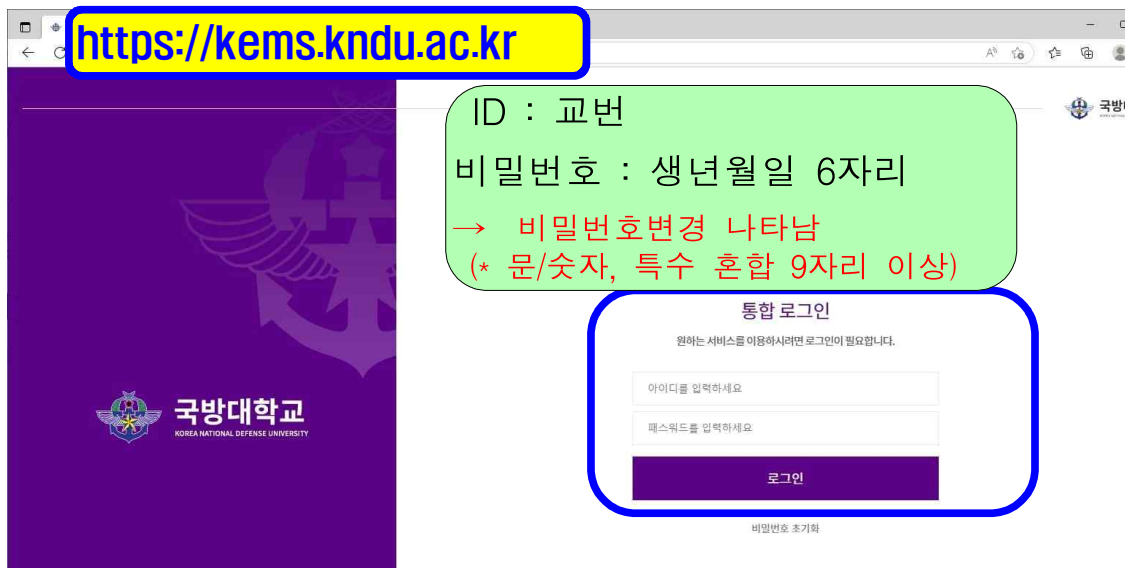 https://kems.kndu.ac.kr
ID : 교번
비밀번호 : 생년월일 6자리
→ 비밀번호변경 나타남
(* 문/숫자, 특수 혼합 9자리 이상)
통합 로그인
원하는 서비스를 이용하시려면 로그인이 필요합니다.
아이디를 입력하세요
패스워드를 입력하세요
로그인
비밀번호 초기화
국방대학교
KOREA NATIONAL DEFENSE UNIVERSITY